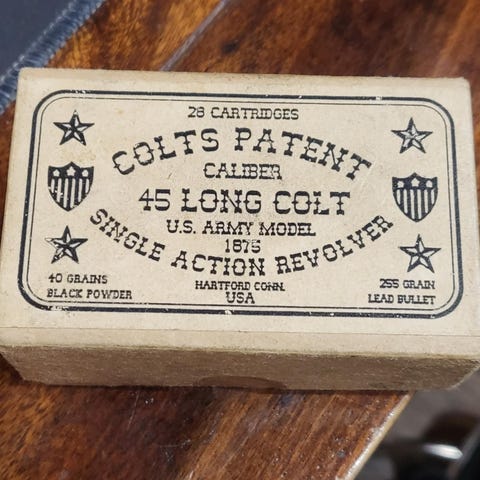 28 CARTRIDGES
COLTS PATENT
CALIBER
45 LONG COLT
U.S. ARMY MODEL
1875
SINGLE ACTION REVOLVER
HARTFORD CONN.
USA
40 GRAINS
BLACK POWDER
255 GRAIN
LEAD BULLET